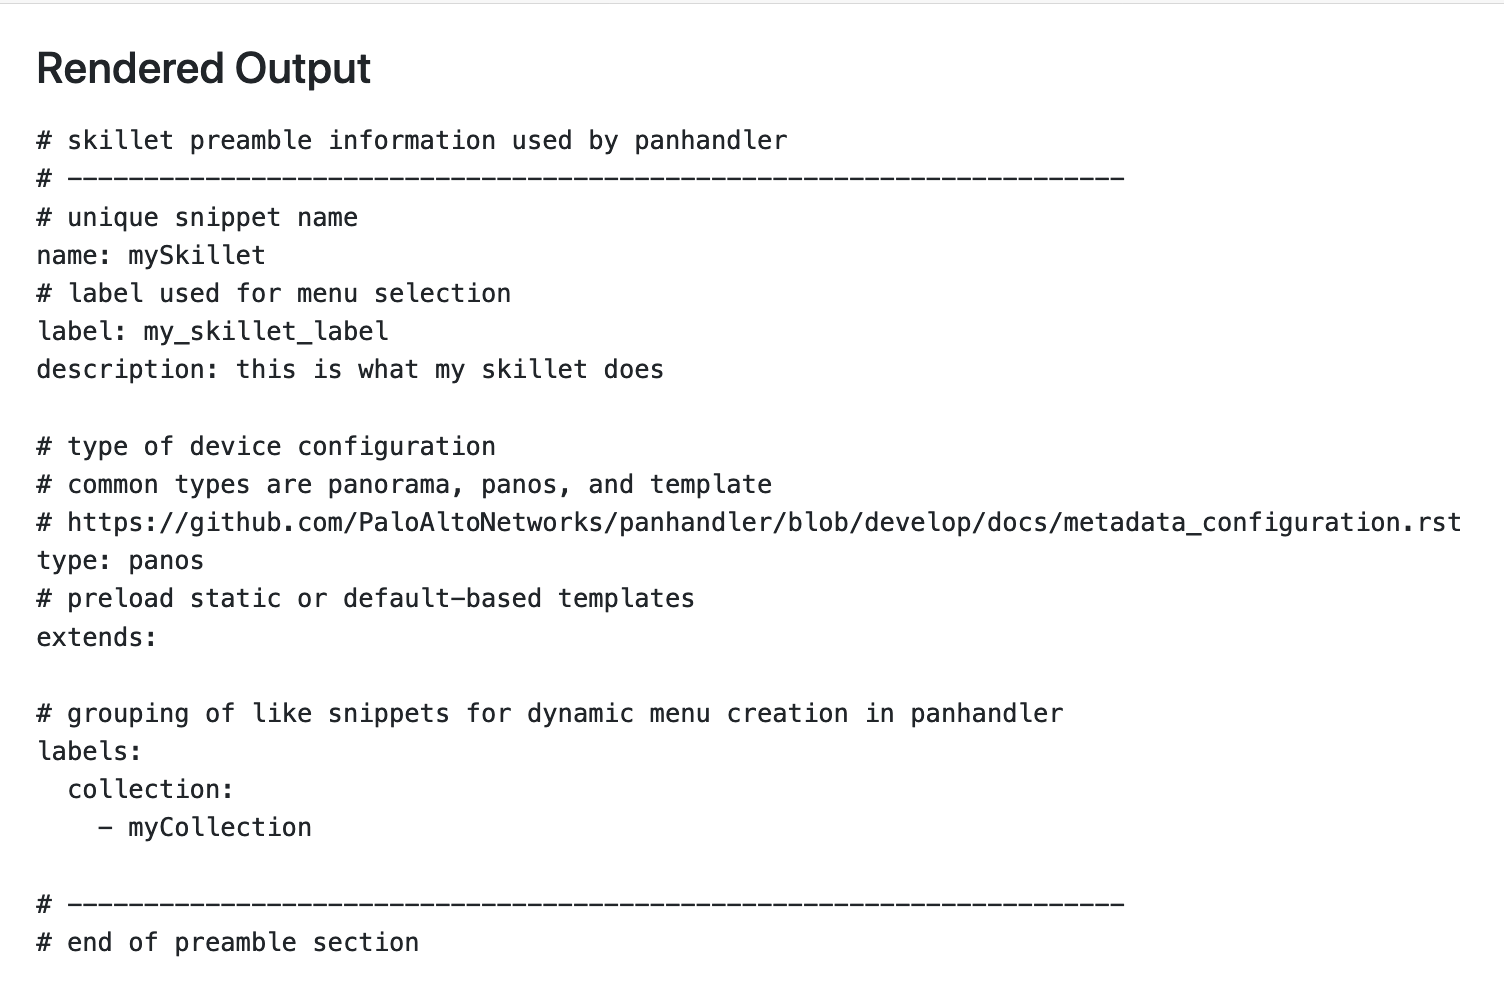 Rendered Output
# skillet preamble information used by panhandler
# ---------------------------------------------------------------------
# unique snippet name
name: mySkillet
# label used for menu selection
label: my_skillet_label
description: this is what my skillet does

# type of device configuration
# common types are panorama, panos, and template
# https://github.com/PaloAltoNetworks/panhandler/blob/develop/docs/metadata_configuration.rst
type: panos
# preload static or default-based templates
extends:

# grouping of like snippets for dynamic menu creation in panhandler
labels:
  collection:
    - myCollection

# ---------------------------------------------------------------------
# end of preamble section